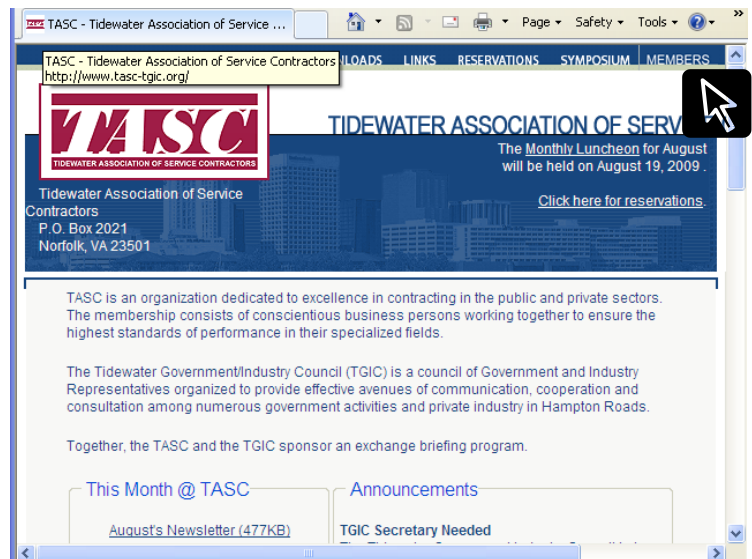 TASC - Tidewater Association of Service ...
Page
Safety
Tools
TASC - Tidewater Association of Service Contractors
http://www.tasc-tgic.org/
LINKS
RESERVATIONS
SYMPOSIUM
MEMBERS
TASC
TIDEWATER ASSOCIATION OF SERVICE CONTRACTORS
TIDEWATER ASSOCIATION OF
The Monthly Luncheon for August
will be held on August 19, 2009 .
Click here for reservations.
Tidewater Association of Service
Contractors
P.O. Box 2021
Norfolk, VA 23501
TASC is an organization dedicated to excellence in contracting in the public and private sectors.
The membership consists of conscientious business persons working together to ensure the
highest standards of performance in their specialized fields.
The Tidewater Government/Industry Council (TGIC) is a council of Government and Industry
Representatives organized to provide effective avenues of communication, cooperation and
consultation among numerous government activities and private industry in Hampton Roads.
Together, the TASC and the TGIC sponsor an exchange briefing program.
This Month @ TASC
Announcements
August's Newsletter (477KB)
TGIC Secretary Needed